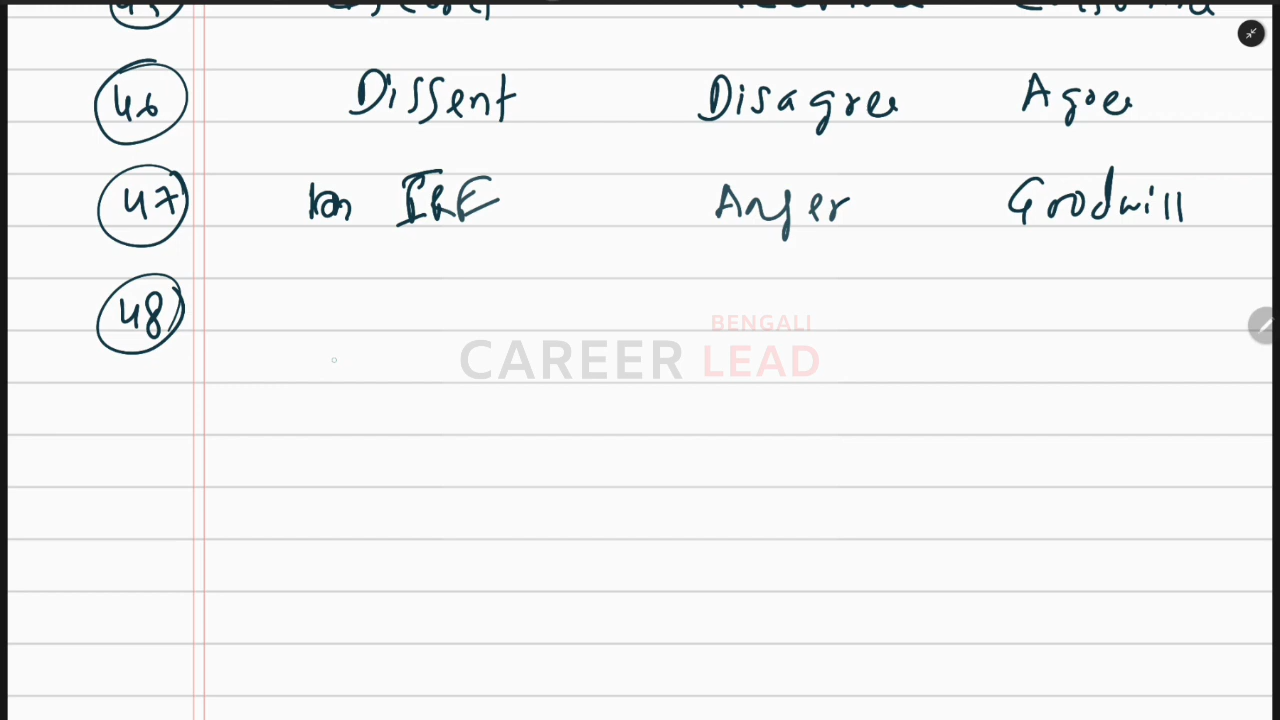 46 Dissent Disagree Agree
47 IRE Anger Goodwill
48
BENGALI
CAREER LEAD